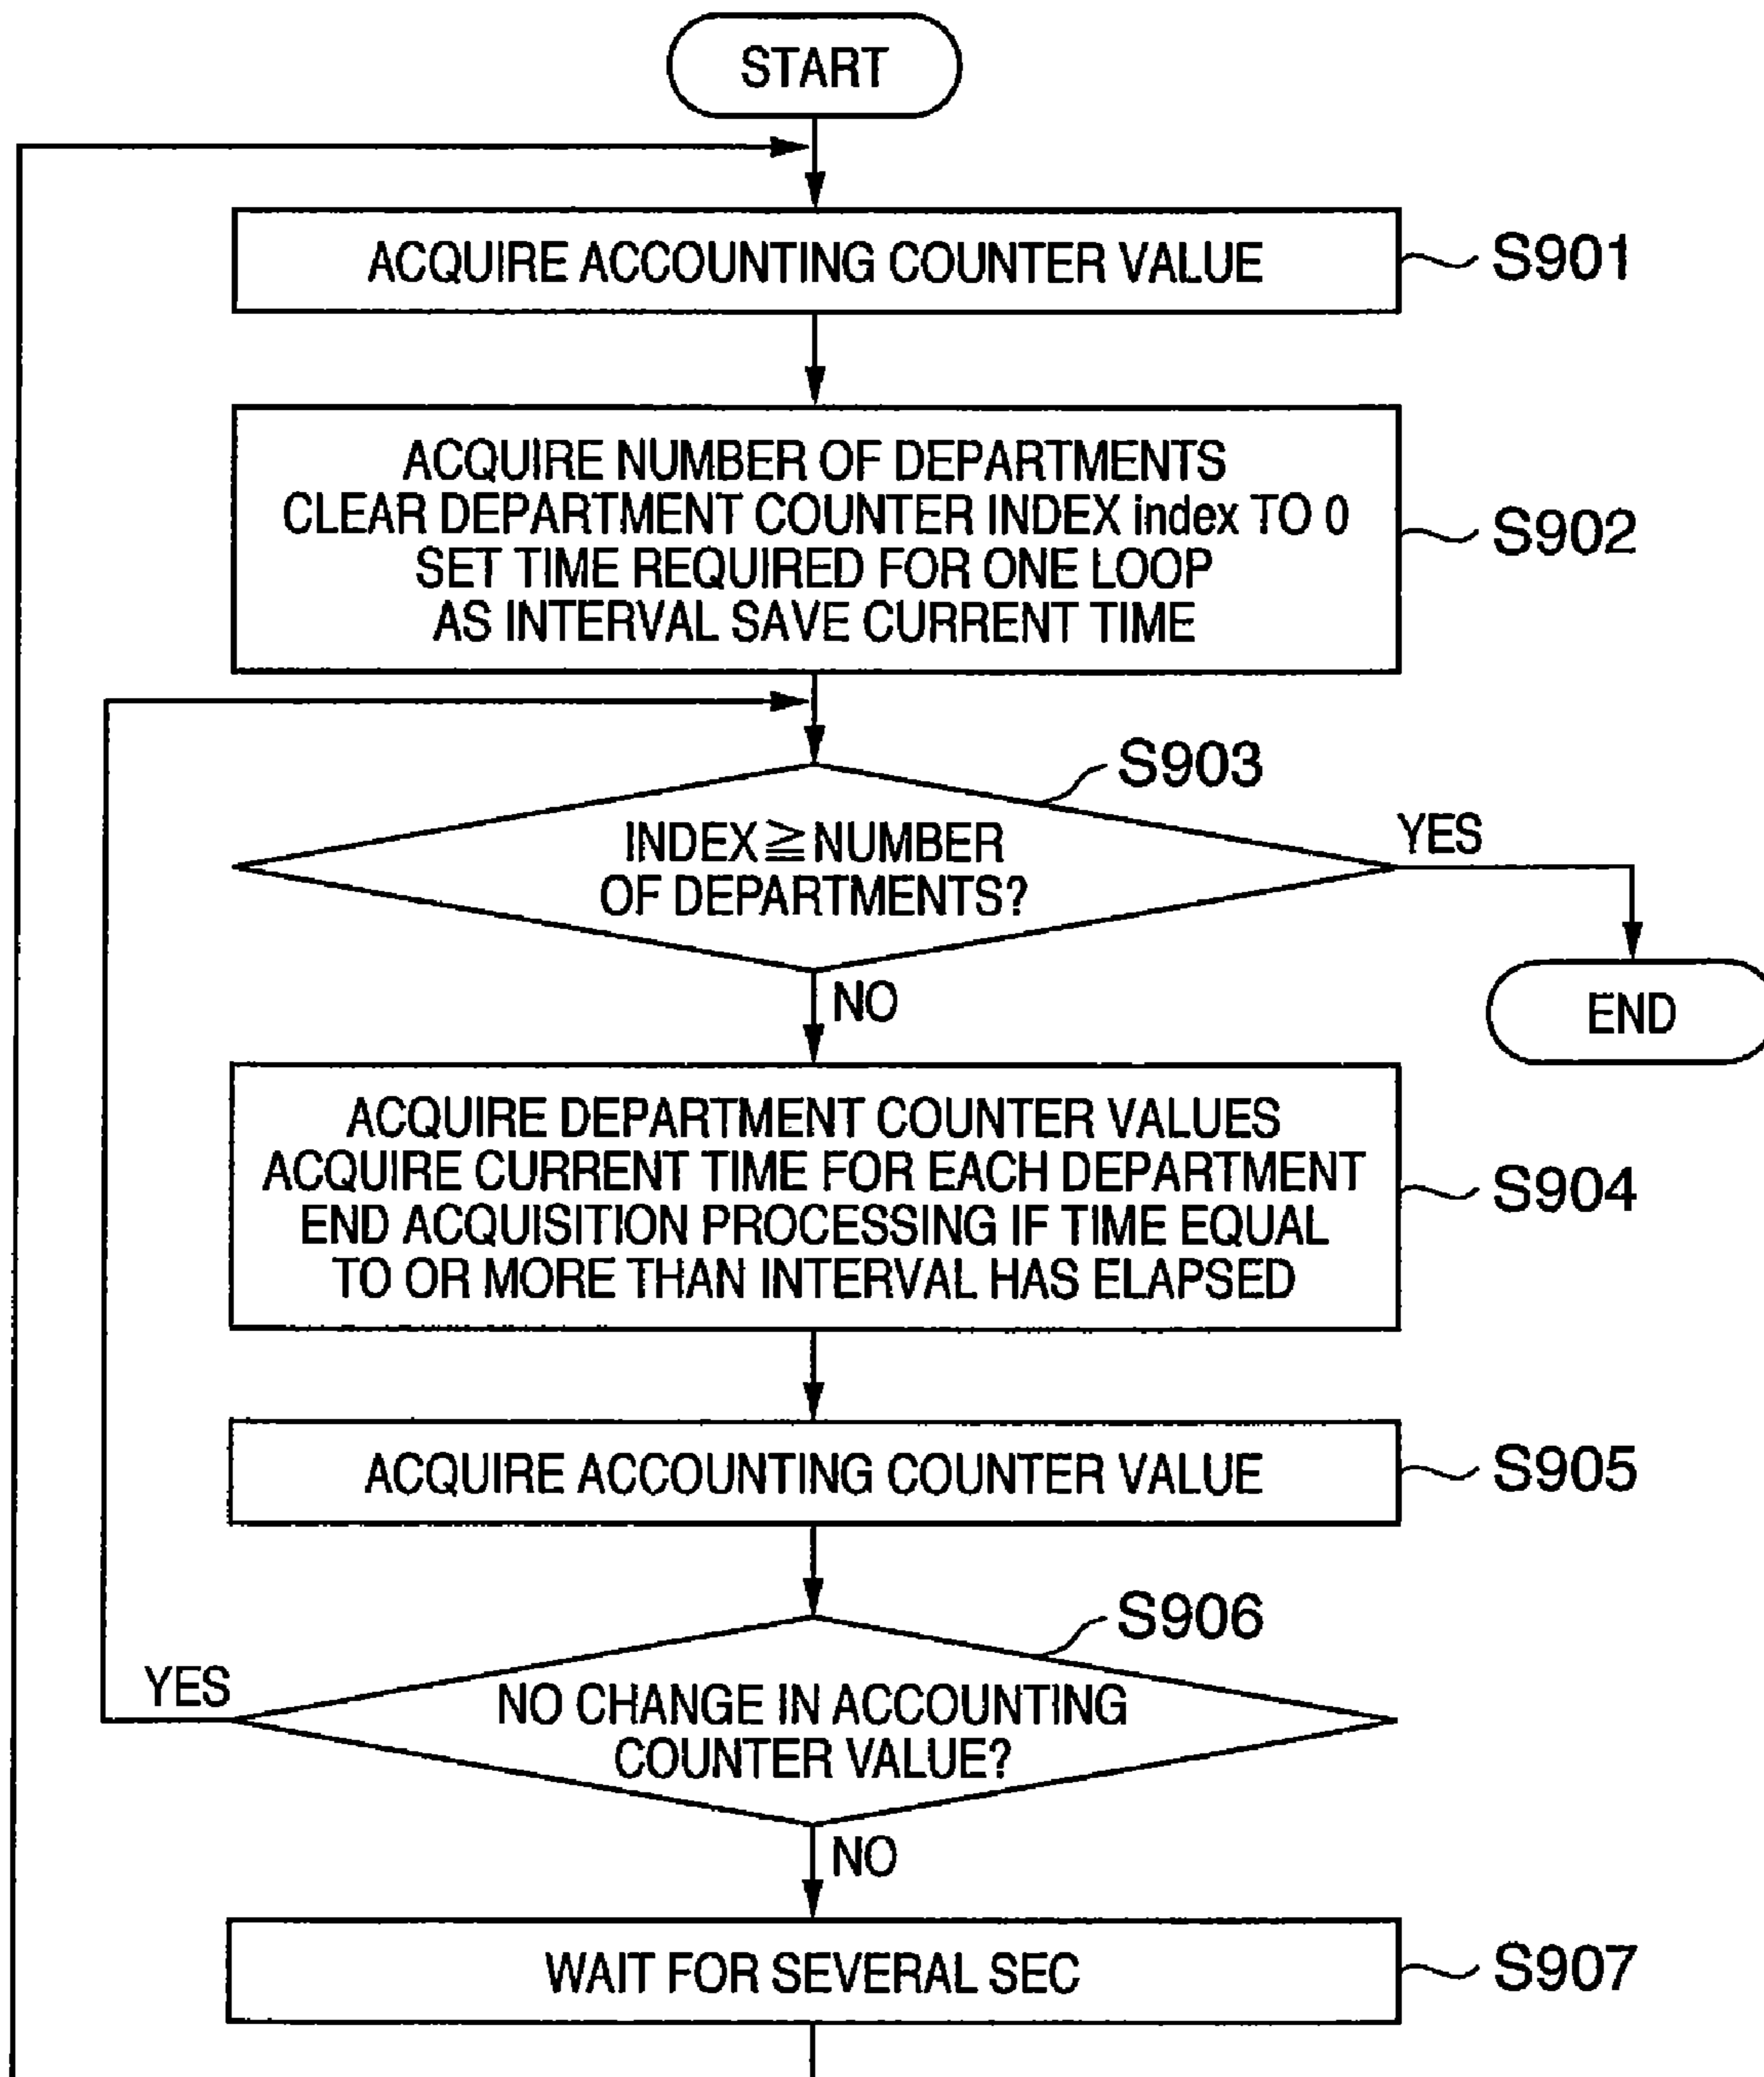 START
ACQUIRE ACCOUNTING COUNTER VALUE
S901
ACQUIRE NUMBER OF DEPARTMENTS
CLEAR DEPARTMENT COUNTER INDEX index TO 0
SET TIME REQUIRED FOR ONE LOOP
AS INTERVAL SAVE CURRENT TIME
S902
S903
INDEX≧NUMBER
OF DEPARTMENTS?
YES
END
NO
ACQUIRE DEPARTMENT COUNTER VALUES
ACQUIRE CURRENT TIME FOR EACH DEPARTMENT
END ACQUISITION PROCESSING IF TIME EQUAL
TO OR MORE THAN INTERVAL HAS ELAPSED
S904
ACQUIRE ACCOUNTING COUNTER VALUE
S905
S906
YES
NO CHANGE IN ACCOUNTING
COUNTER VALUE?
NO
WAIT FOR SEVERAL SEC
S907